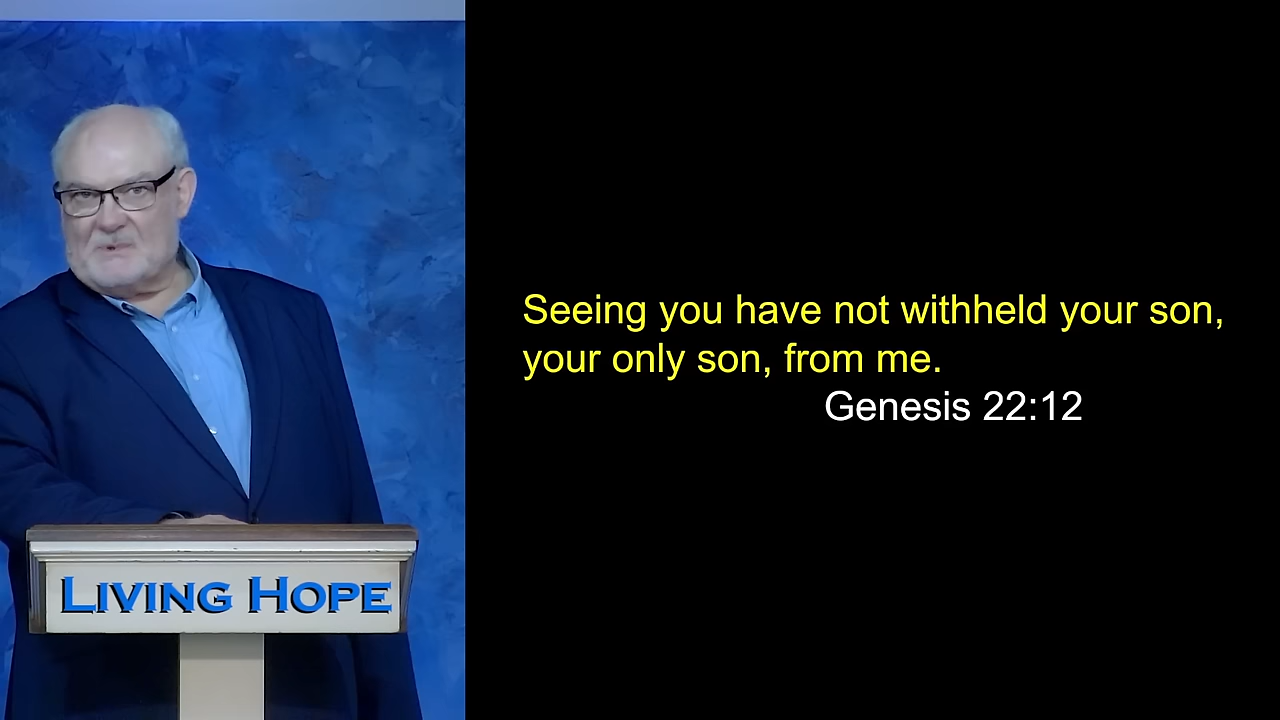 Seeing you have not withheld your son,
your only son, from me.
Genesis 22:12
LIVING HOPE